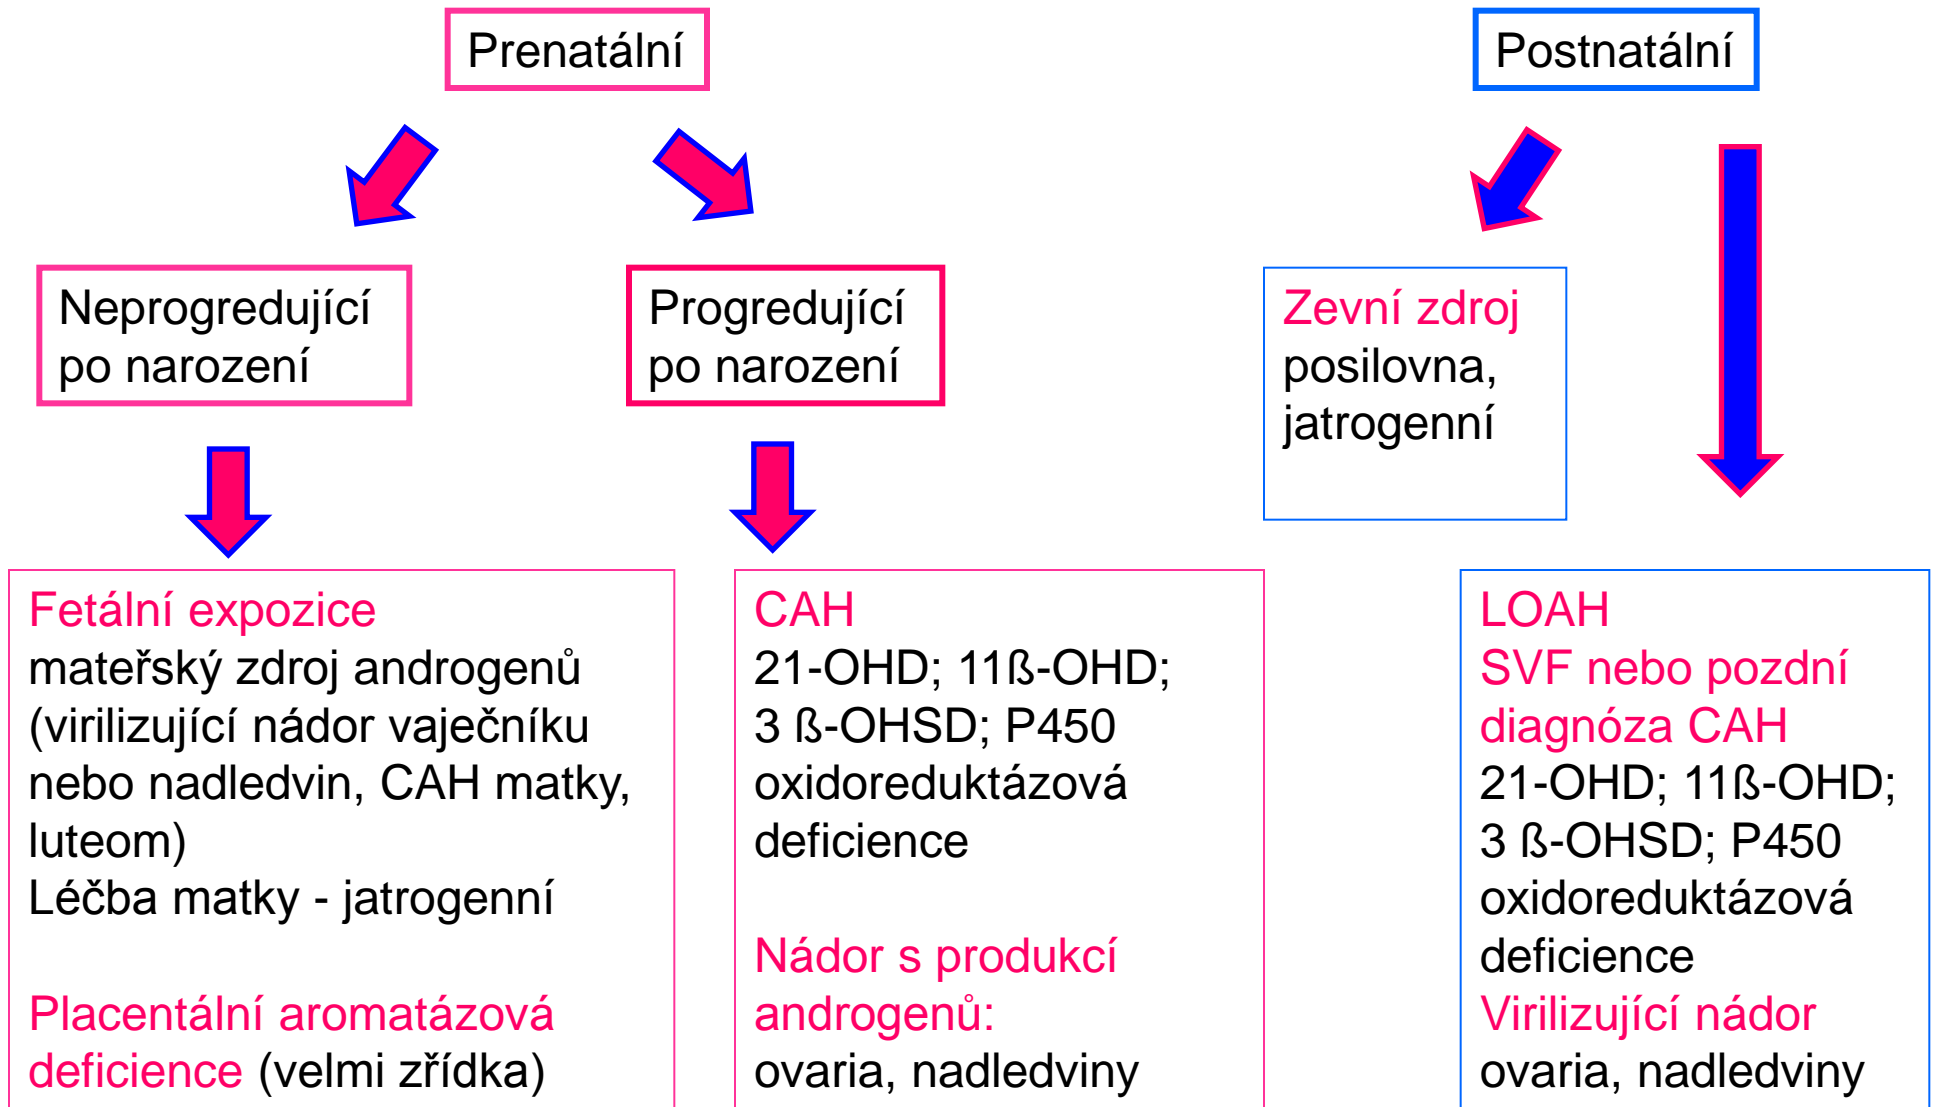 Prenatální
Postnatální
Neprogredující
po narození
Progredující
po narození
Zevní zdroj
posilovna,
jatrogenní
Fetální expozice
mateřský zdroj androgenů
(virilizující nádor vaječníku
nebo nadledvin, CAH matky,
luteom)
Léčba matky - jatrogenní
Placentální aromatázová
deficience (velmi zřídka)
CAH
21-OHD; 11ß-OHD;
3 ß-OHSD; P450
oxidoreduktázová
deficience
Nádor s produkcí
androgenů:
ovaria, nadledviny
LOAH
SVF nebo pozdní
diagnóza CAH
21-OHD; 11ß-OHD;
3 ß-OHSD; P450
oxidoreduktázová
deficience
Virilizující nádor
ovaria, nadledviny